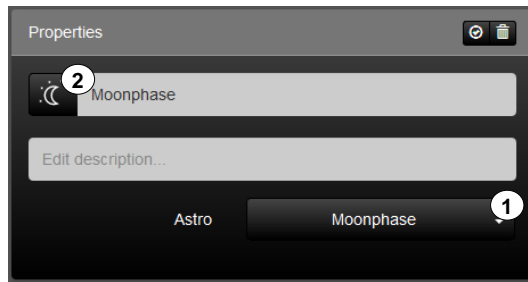 Properties
2
Moonphase
Edit description...
1
Astro Moonphase